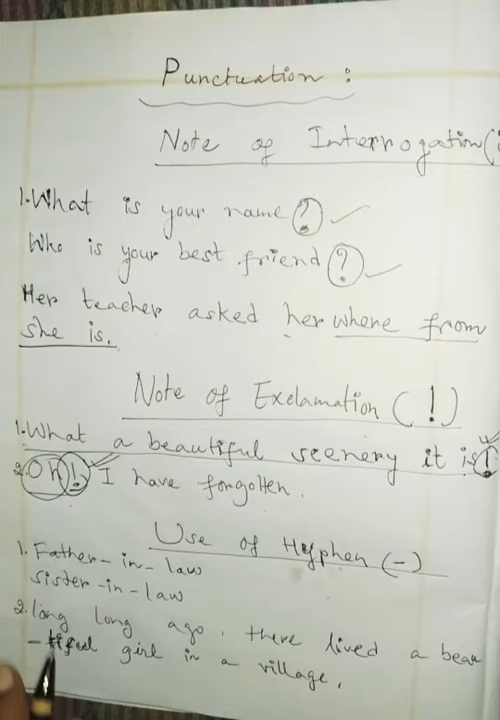 Punctuation :
Note of Interrogation (
1. What is your name ?
Who is your best friend ?
Her teacher asked her where from
she is.
Note of Exclamation ( ! )
1. What a beautiful scenery it is !
2. Oh ! I have forgotten.
Use of Hyphen (-)
1. Father-in-law
sister-in-law
2. long long ago, there lived a beau
-tiful girl in a village.